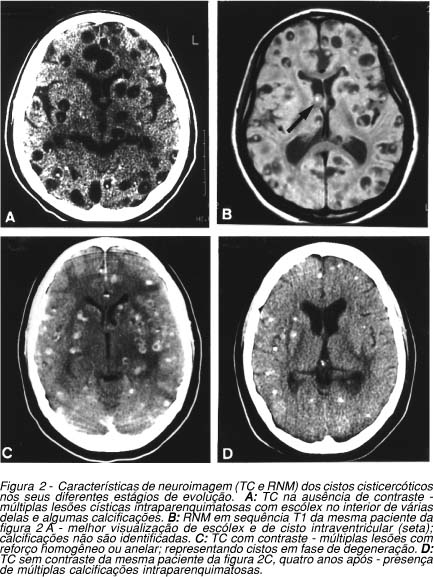 L
A
B
C
D
Figura 2 - Características de neuroimagem (TC e RNM) dos cistos cisticercóticos
nos seus diferentes estágios de evolução. A: TC na ausência de contraste -
múltiplas lesões císticas intraparenquimatosas com escólex no interior de várias
delas e algumas calcificações. B: RNM em sequência T1 da mesma paciente da
figura 2 A - melhor visualização de escólex e de cisto intraventricular (seta);
calcificações não são identificadas. C: TC com contraste - múltiplas lesões com
reforço homogêneo ou anelar; representando cistos em fase de degeneração. D:
TC sem contraste da mesma paciente da figura 2C, quatro anos após - presença
de múltiplas calcificações intraparenquimatosas.